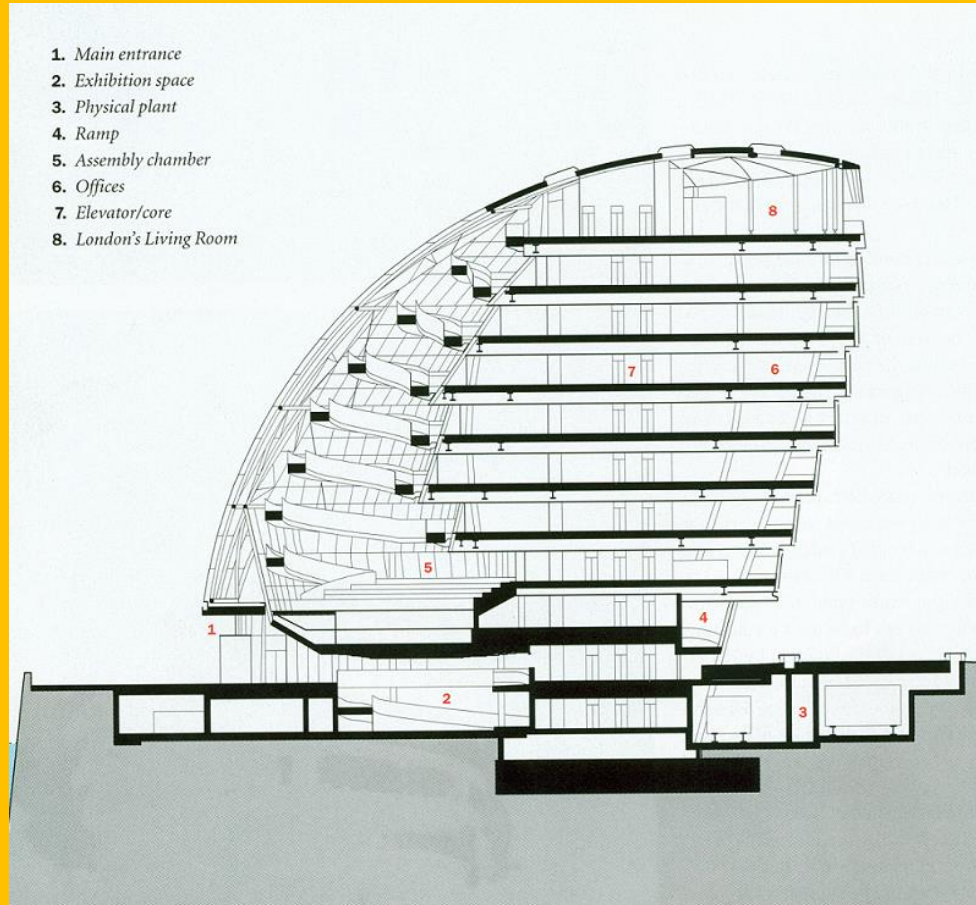 1. Main entrance
2. Exhibition space
3. Physical plant
4. Ramp
5. Assembly chamber
6. Offices
7. Elevator/core
8. London's Living Room
8
7
6
5
4
1
2
3